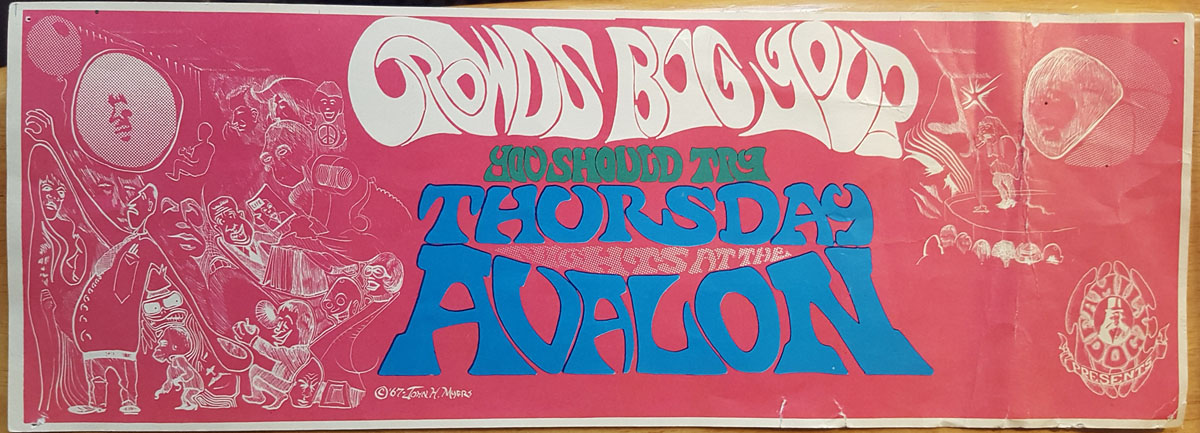 CROWDS BUG YOU?
YOU SHOULD TRY
THURSDAY
NIGHTS AT THE
AVALON
© '67 - JOHN H. MYERS
FAMILY DOG
PRESENTS